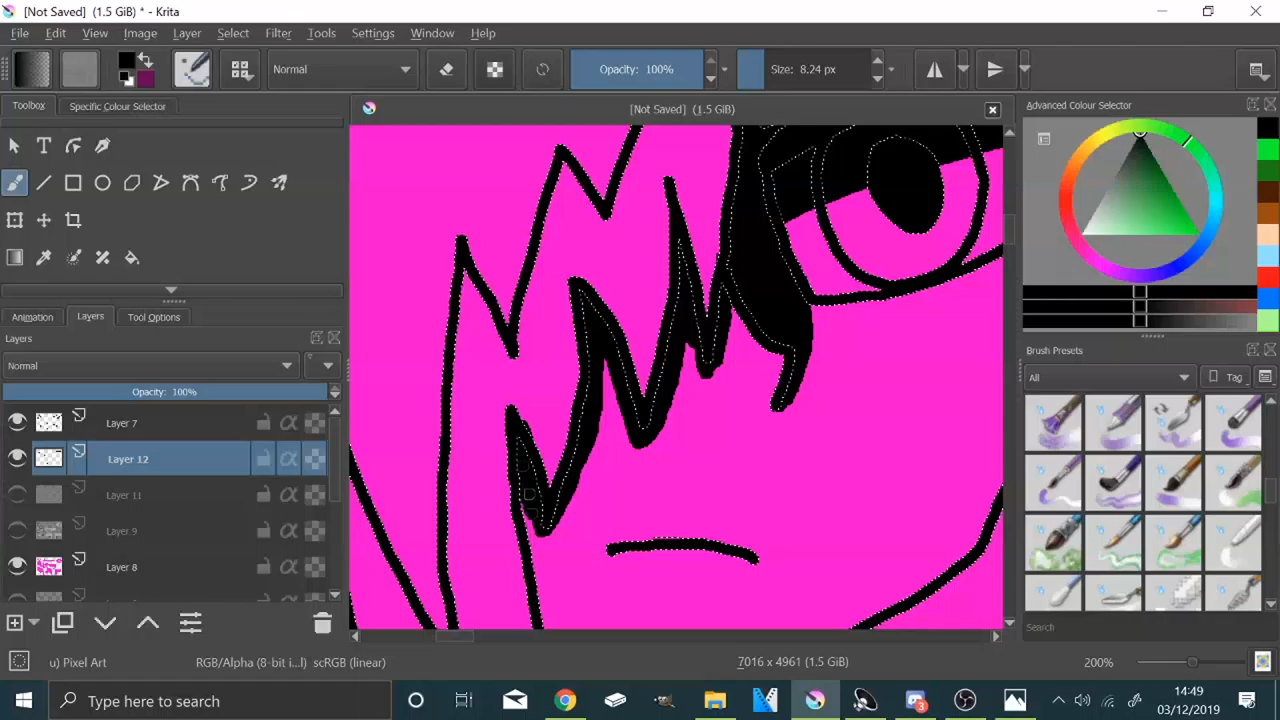 [Not Saved] (1.5 GiB) * - Krita
File Edit View Image Layer Select Filter Tools Settings Window Help
Normal Opacity: 100% Size: 8.24 px
Toolbox Specific Colour Selector
[Not Saved] (1.5 GiB)
Advanced Colour Selector
Animation Layers Tool Options
Layers
Normal
Opacity: 100%
Layer 7
Layer 12
Layer 11
Layer 9
Layer 8
Brush Presets
All Tag
Search
u) Pixel Art RGB/Alpha (8-bit i...l) scRGB (linear) 7016 x 4961 (1.5 GiB) 200%
Type here to search
3
14:49
03/12/2019